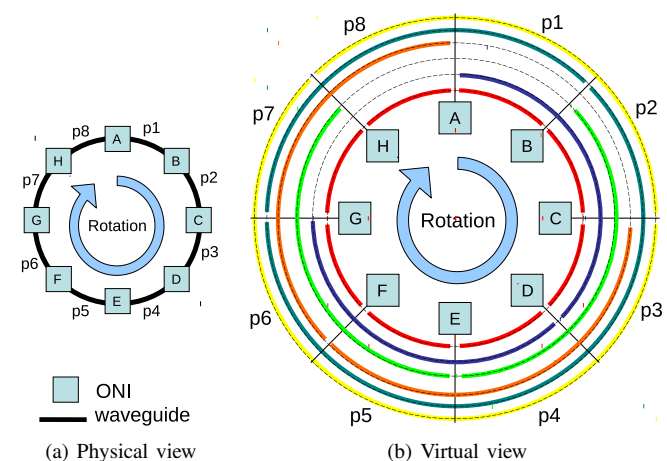 p8
p1
p7
p2
p8
A
p1
H
B
p7
p2
G
Rotation
C
p6
p3
F
D
p5
E
p4
A
H
B
G
Rotation
C
F
D
E
p6
p3
p5
p4
ONI
waveguide
(a) Physical view
(b) Virtual view